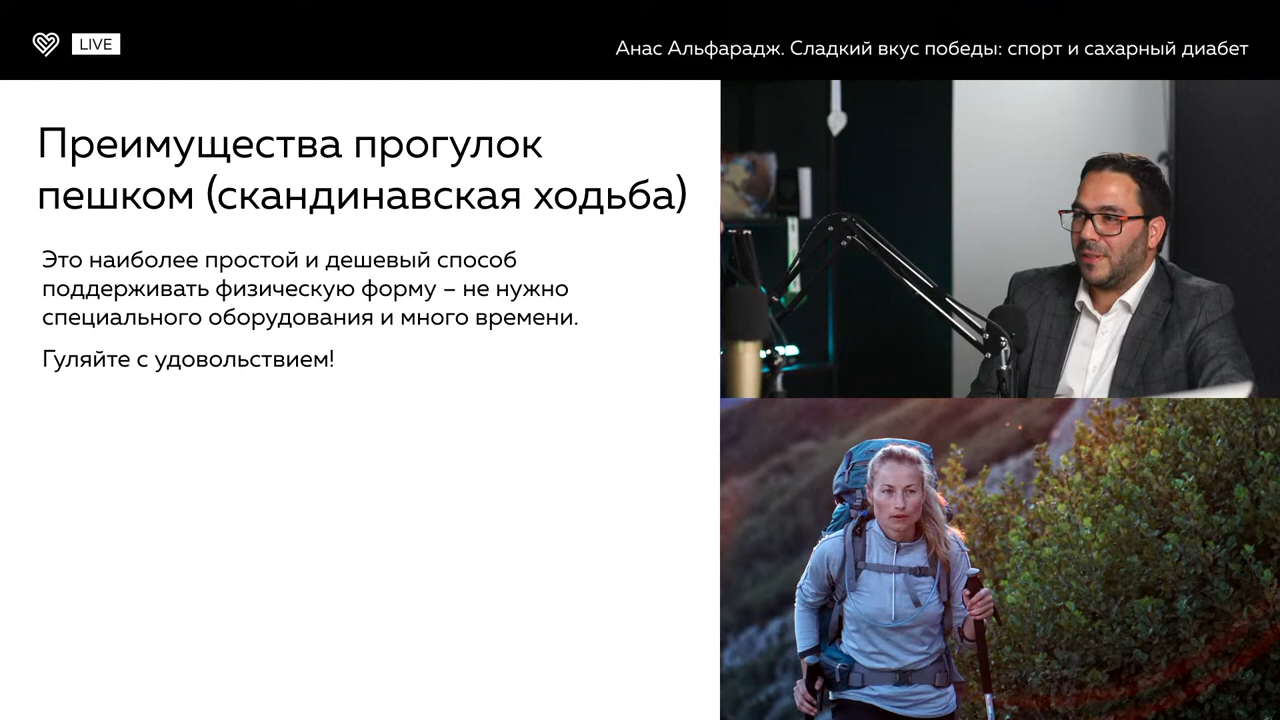 LIVE
Анас Альфарадж. Сладкий вкус победы: спорт и сахарный диабет
Преимущества прогулок
пешком (скандинавская ходьба)
Это наиболее простой и дешевый способ
поддерживать физическую форму – не нужно
специального оборудования и много времени.
Гуляйте с удовольствием!